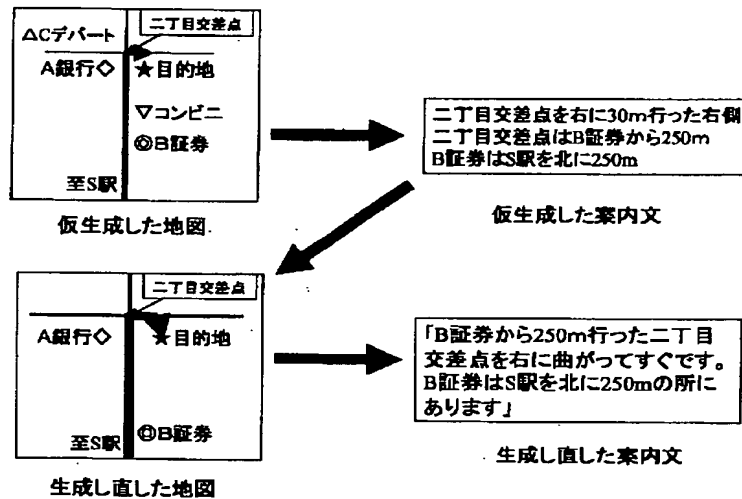 二丁目交差点
△Cデパート
A銀行◇
★目的地
▽コンビニ
◎B証券
至S駅
仮生成した地図
二丁目交差点を右に30m行った右側
二丁目交差点はB証券から250m
B証券はS駅を北に250m
仮生成した案内文
二丁目交差点
A銀行◇
★目的地
至S駅
◎B証券
生成し直した地図
「B証券から250m行った二丁目
交差点を右に曲がってすぐです。
B証券はS駅を北に250mの所に
あります」
生成し直した案内文